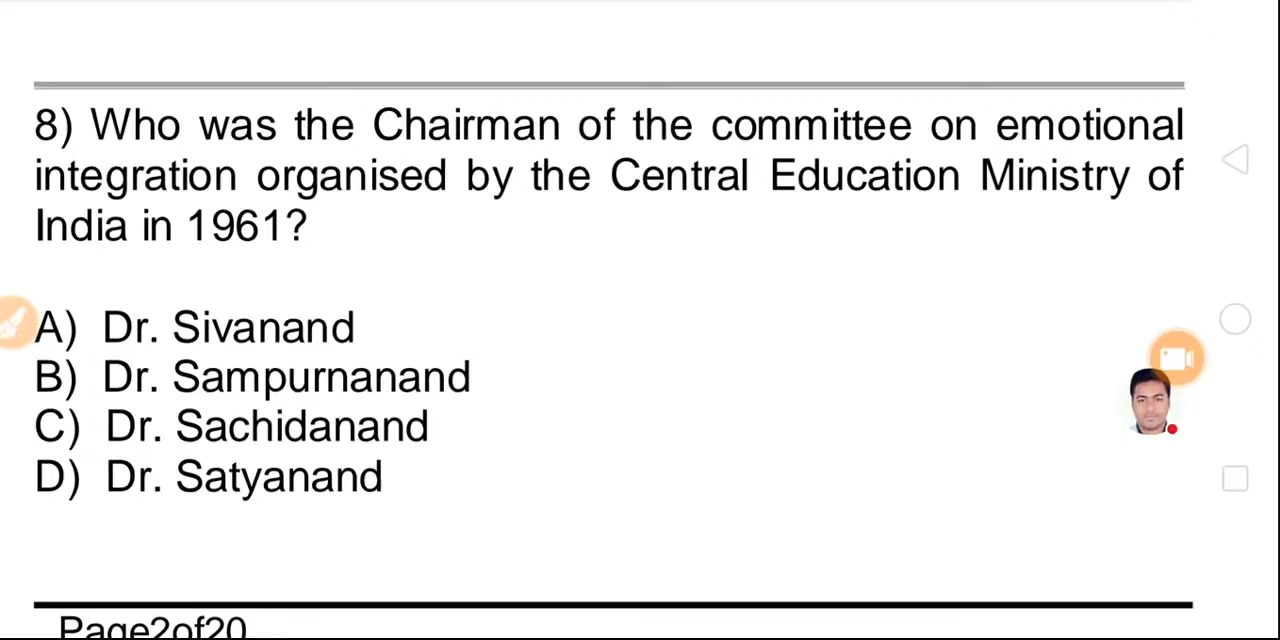 8) Who was the Chairman of the committee on emotional
integration organised by the Central Education Ministry of
India in 1961?
A) Dr. Sivanand
B) Dr. Sampurnanand
C) Dr. Sachidanand
D) Dr. Satyanand
Page2of20